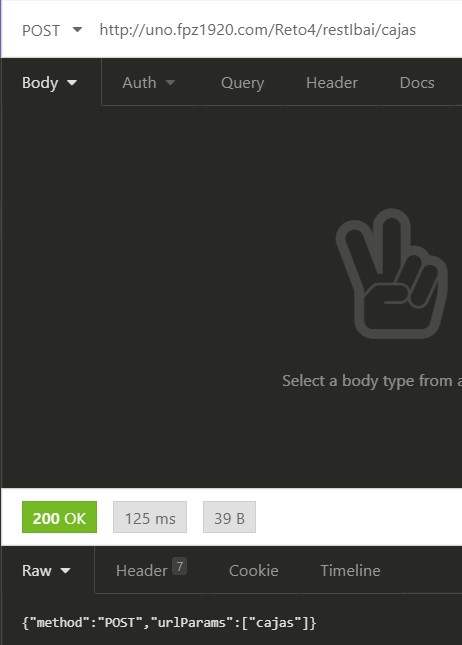 POST http://uno.fpz1920.com/Reto4/restIbai/cajas
Body Auth Query Header Docs
Select a body type from a
200 OK 125 ms 39 B
Raw Header 7 Cookie Timeline
{"method":"POST","urlParams":["cajas"]}